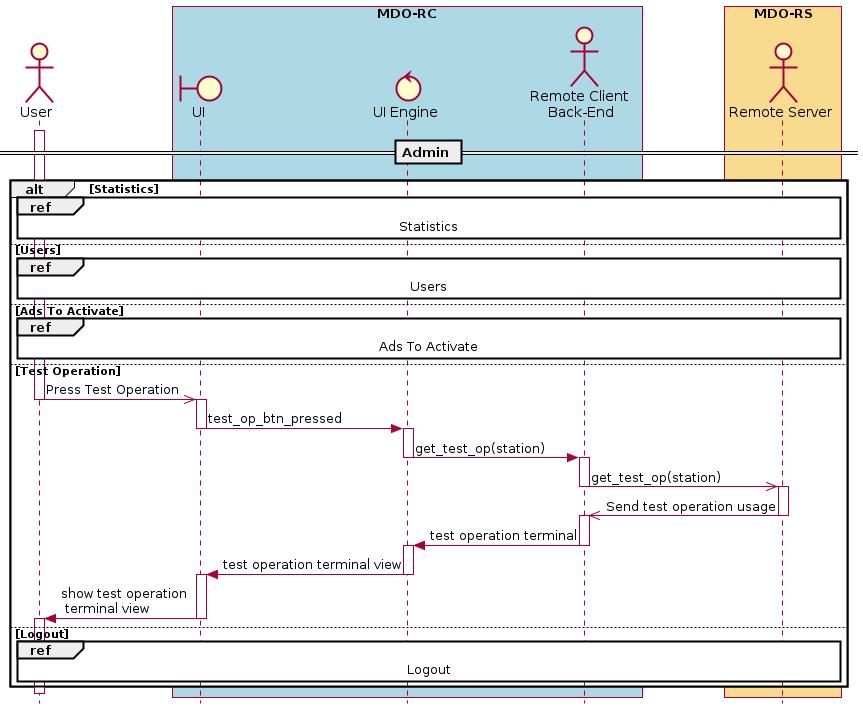 MDO-RC
MDO-RS
User
UI
UI Engine
Remote Client
Back-End
Remote Server
Admin
alt [Statistics]
ref
Statistics
[Users]
ref
Users
[Ads To Activate]
ref
Ads To Activate
[Test Operation]
Press Test Operation
test_op_btn_pressed
get_test_op(station)
get_test_op(station)
Send test operation usage
test operation terminal
test operation terminal view
show test operation
terminal view
[Logout]
ref
Logout